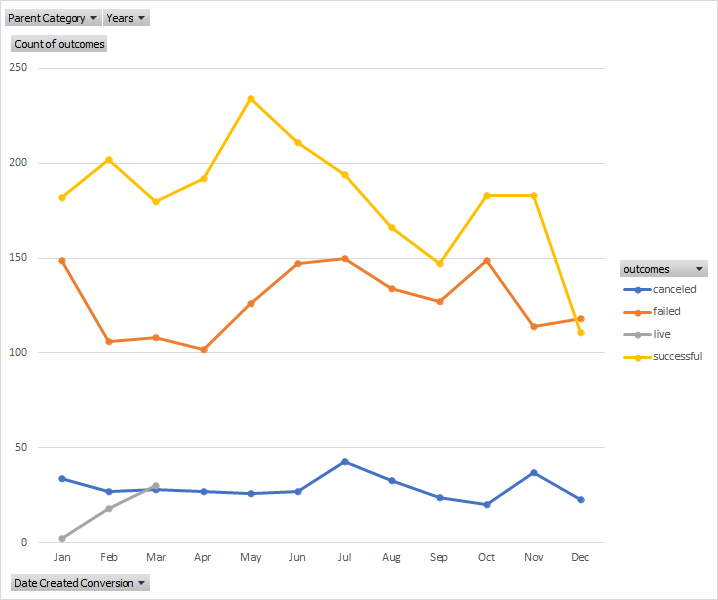 Parent Category Years
Count of outcomes
250
200
150
100
50
0
Jan Feb Mar Apr May Jun Jul Aug Sep Oct Nov Dec
outcomes
canceled
failed
live
successful
Date Created Conversion